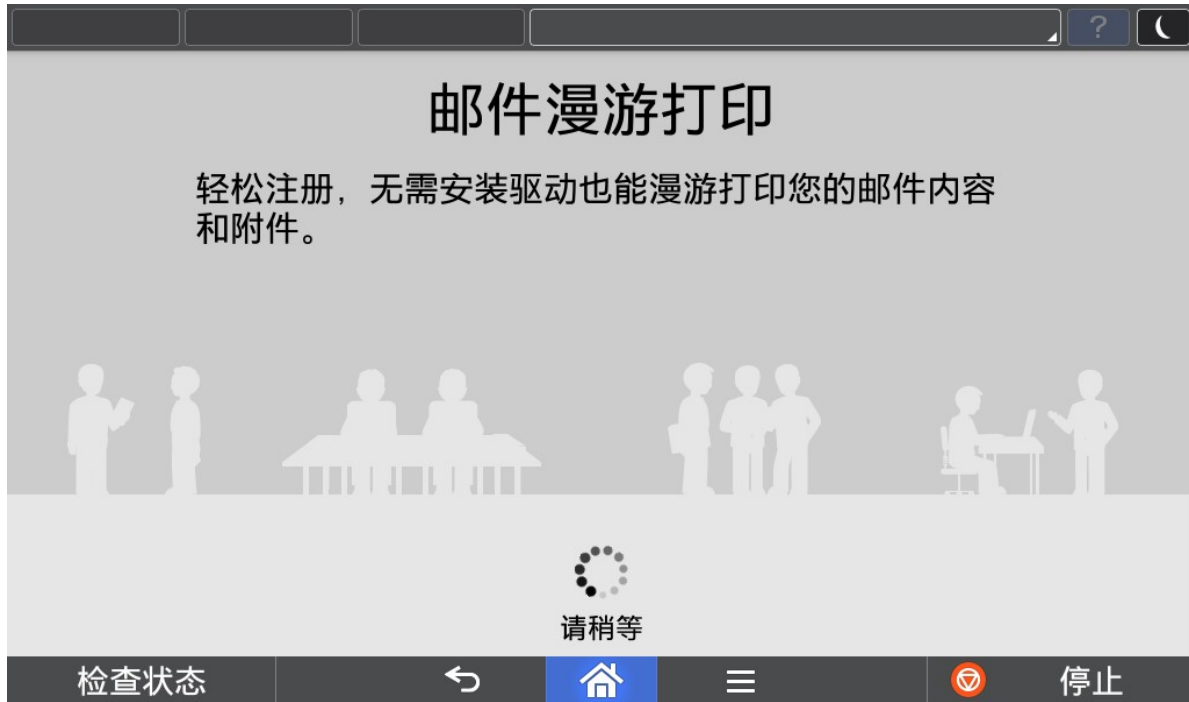 ?
邮件漫游打印
轻松注册，无需安装驱动也能漫游打印您的邮件内容
和附件。
请稍等
检查状态
停止